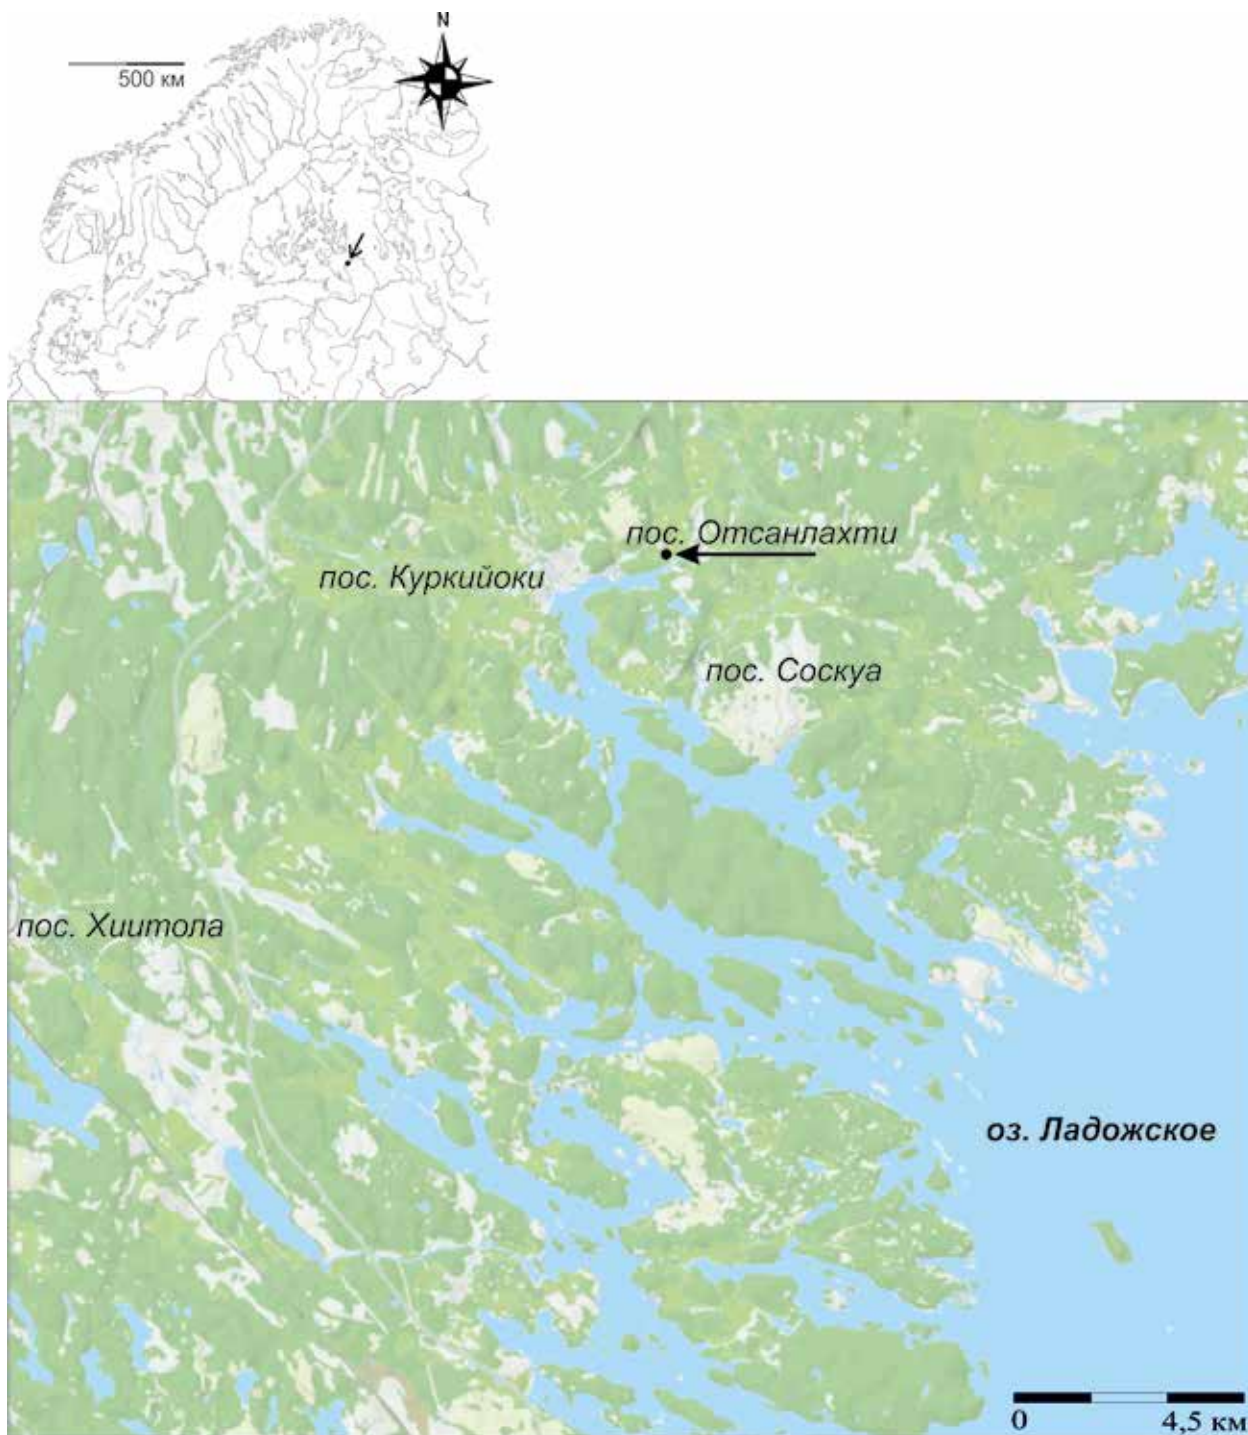 N
500 км
пос. Отсанлахти
пос. Куркийоки
пос. Соскуа
пос. Хиитола
оз. Ладожское
0 4,5 км